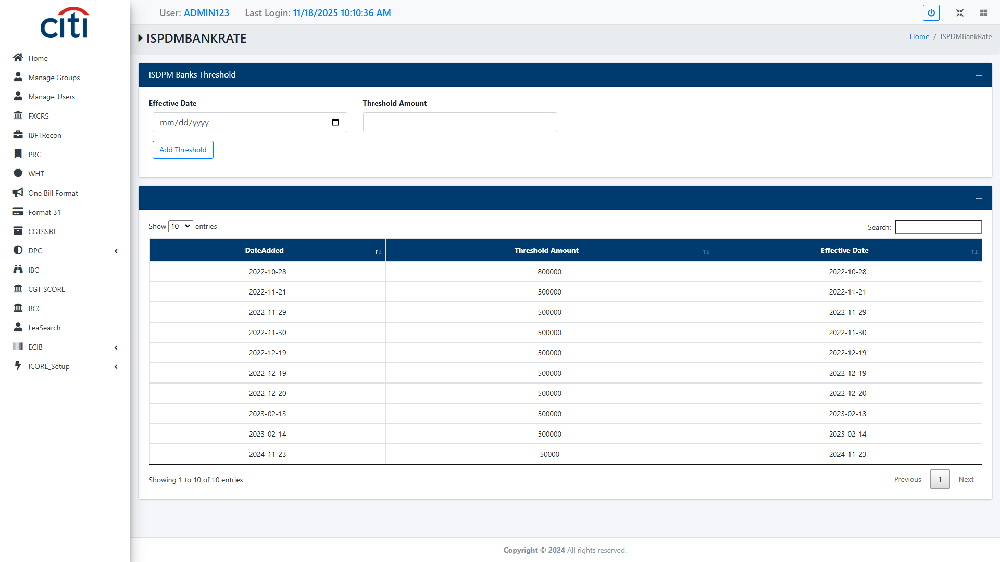 citi
User: ADMIN123 Last Login: 11/18/2025 10:10:36 AM
ISPDMBANKRATE
Home / ISPDMBankRate
Home
Manage Groups
Manage_Users
FXCRS
IBFTRecon
PRC
WHT
One Bill Format
Format 31
CGTSSBT
DPC
IBC
CGT SCORE
RCC
LeaSearch
ECIB
ICORE_Setup
ISDPM Banks Threshold
Effective Date Threshold Amount
mm/dd/yyyy
Add Threshold
Show 10 entries Search:
DateAdded Threshold Amount Effective Date
2022-10-28 800000 2022-10-28
2022-11-21 500000 2022-11-21
2022-11-29 500000 2022-11-29
2022-11-30 500000 2022-11-30
2022-12-19 500000 2022-12-19
2022-12-19 500000 2022-12-19
2022-12-20 500000 2022-12-20
2023-02-13 500000 2023-02-13
2023-02-14 500000 2023-02-14
2024-11-23 50000 2024-11-23
Showing 1 to 10 of 10 entries Previous 1 Next
Copyright © 2024 All rights reserved.